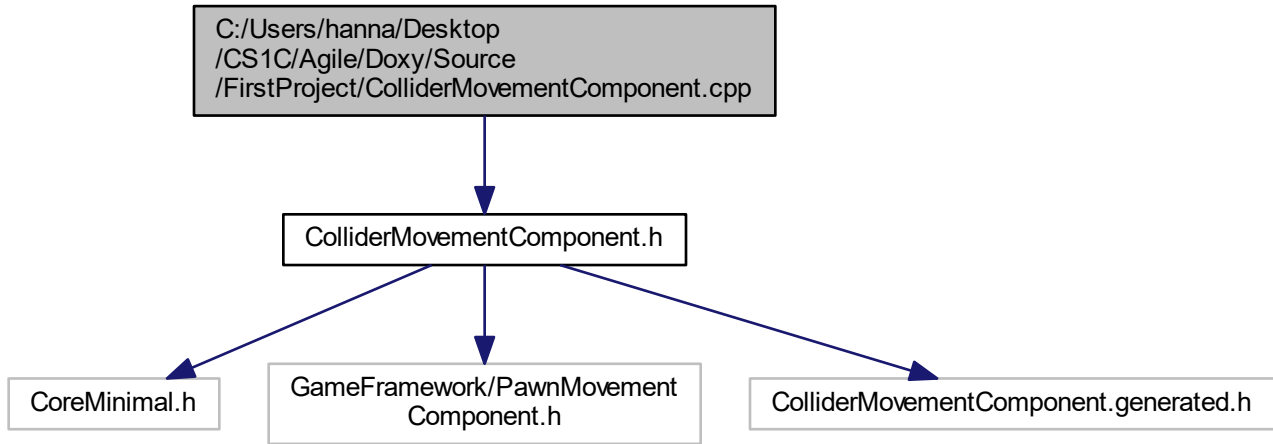 C:/Users/hanna/Desktop
/CS1C/Agile/Doxy/Source
/FirstProject/ColliderMovementComponent.cpp
ColliderMovementComponent.h
CoreMinimal.h
GameFramework/PawnMovement
Component.h
ColliderMovementComponent.generated.h